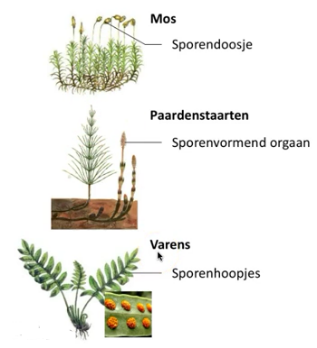 Mos
Sporendoosje
Paardenstaarten
Sporenvormend orgaan
Varens
Sporenhoopjes